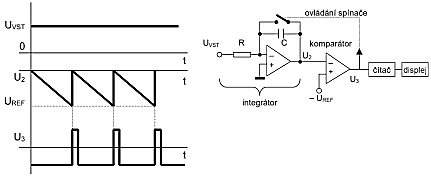 U_VST
0
t
U_2
t
U_REF
U_3
t
ovládání spínače
R
C
U_VST
U_2
komparátor
−
+
−
+
U_3
− U_REF
integrátor
čítač
displej